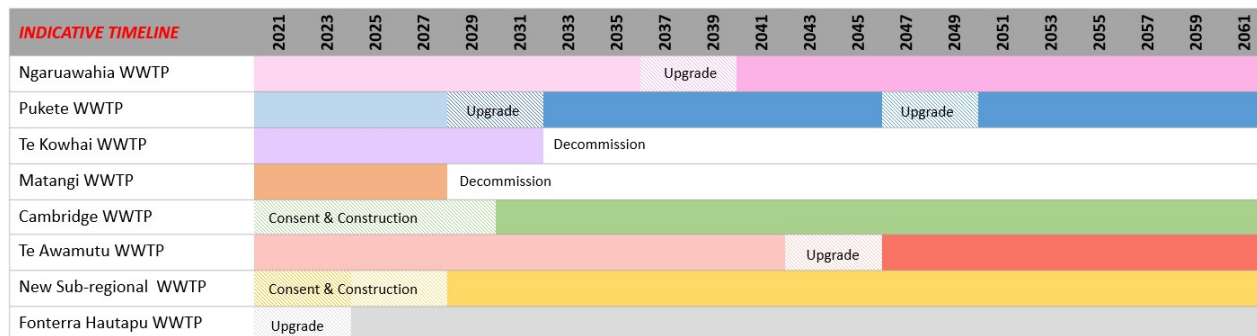 INDICATIVE TIMELINE 2021 2023 2025 2027 2029 2031 2033 2035 2037 2039 2041 2043 2045 2047 2049 2051 2053 2055 2057 2059 2061
Ngaruawahia WWTP Upgrade
Pukete WWTP Upgrade Upgrade
Te Kowhai WWTP Decommission
Matangi WWTP Decommission
Cambridge WWTP Consent & Construction
Te Awamutu WWTP Upgrade
New Sub-regional WWTP Consent & Construction
Fonterra Hautapu WWTP Upgrade